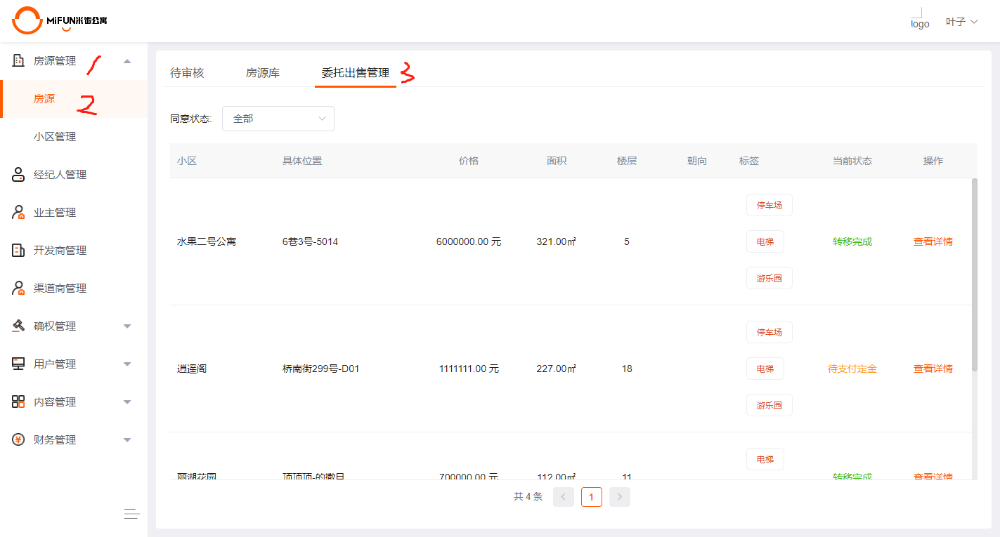 MiFUN米饭公寓
logo 叶子
房源管理 1
房源 2
小区管理
经纪人管理
业主管理
开发商管理
渠道商管理
确权管理
用户管理
内容管理
财务管理
待审核 房源库 委托出售管理 3
同意状态: 全部
小区 具体位置 价格 面积 楼层 朝向 标签 当前状态 操作
停车场
水果二号公寓 6巷3号-5014 6000000.00 元 321.00㎡ 5 电梯 转移完成 查看详情
游乐园
停车场
逍遥阁 桥南街299号-D01 1111111.00 元 227.00㎡ 18 电梯 待支付定金 查看详情
游乐园
电梯
丽湖花园 顶顶顶-的撒旦 700000.00 元 112.00㎡ 11 转移完成 查看详情
共 4 条 1